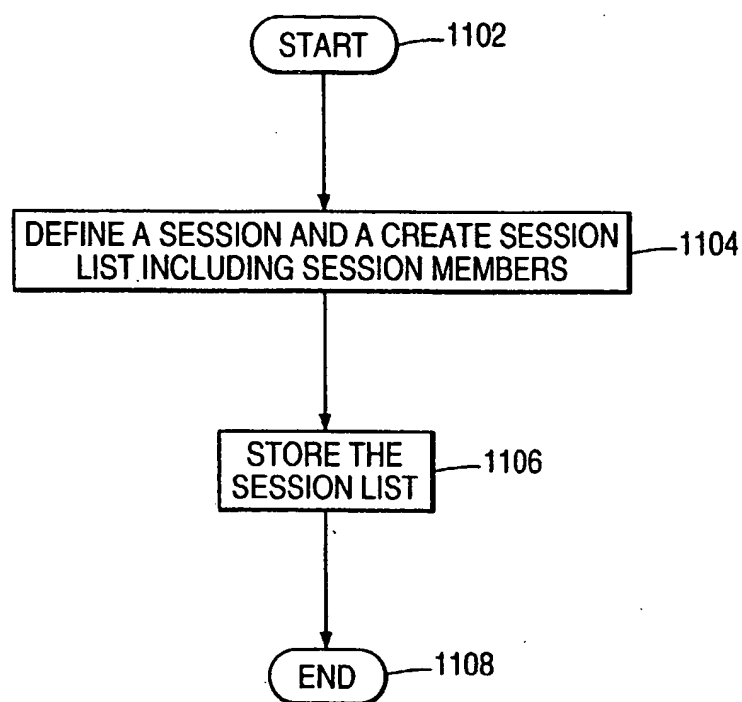 START 1102
DEFINE A SESSION AND A CREATE SESSION
LIST INCLUDING SESSION MEMBERS 1104
STORE THE
SESSION LIST 1106
END 1108